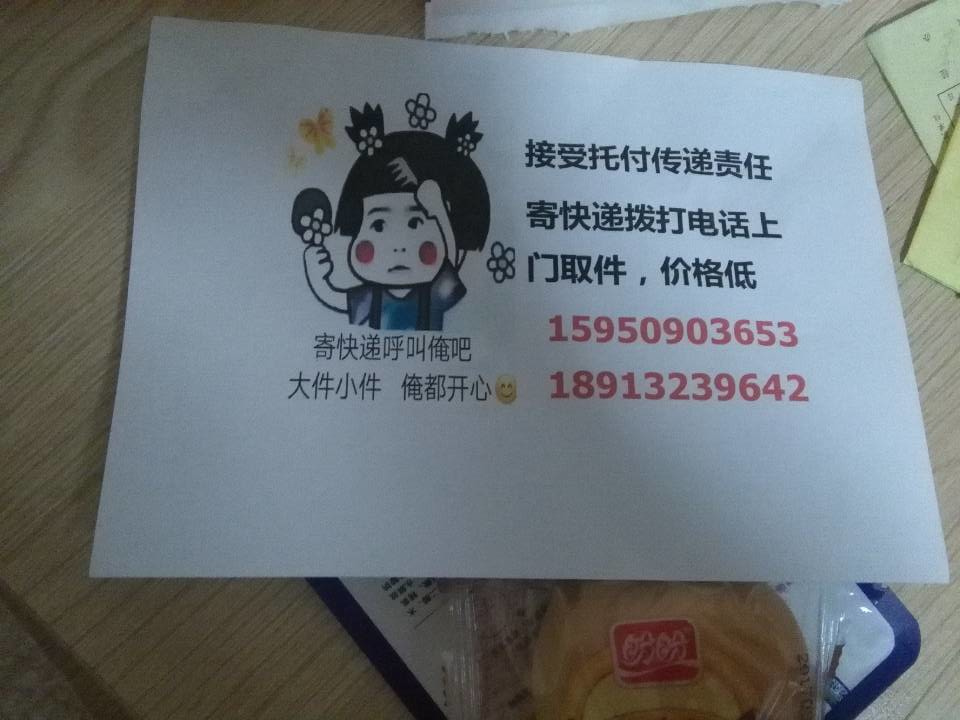 接受托付传递责任
寄快递拨打电话上
门取件，价格低
15950903653
18913239642
寄快递呼叫俺吧
大件小件 俺都开心😊